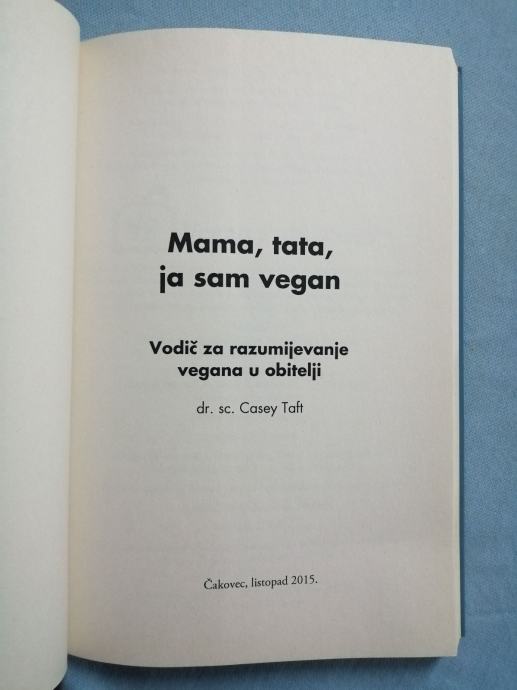 Mama, tata,
ja sam vegan
Vodič za razumijevanje
vegana u obitelji
dr. sc. Casey Taft
Čakovec, listopad 2015.